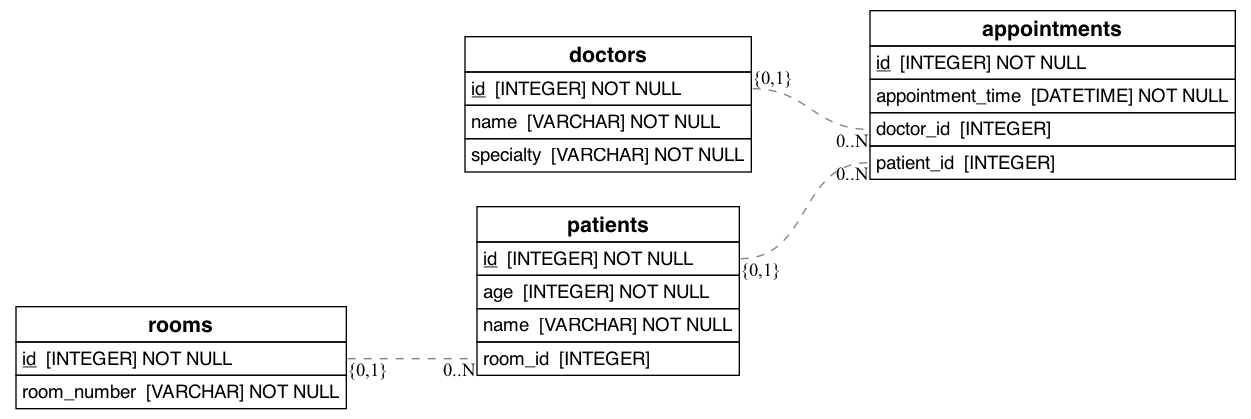 doctors
id [INTEGER] NOT NULL
name [VARCHAR] NOT NULL
specialty [VARCHAR] NOT NULL
{0,1}
0..N
appointments
id [INTEGER] NOT NULL
appointment_time [DATETIME] NOT NULL
doctor_id [INTEGER]
patient_id [INTEGER]
0..N
{0,1}
patients
id [INTEGER] NOT NULL
age [INTEGER] NOT NULL
name [VARCHAR] NOT NULL
room_id [INTEGER]
rooms
id [INTEGER] NOT NULL
room_number [VARCHAR] NOT NULL
{0,1}
0..N